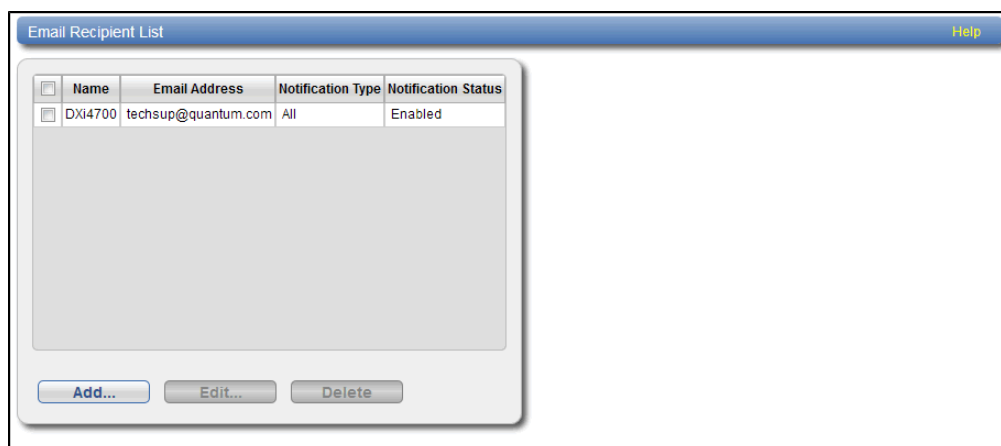 Email Recipient List Help
Name Email Address Notification Type Notification Status
DXi4700 techsup@quantum.com All Enabled
Add... Edit... Delete